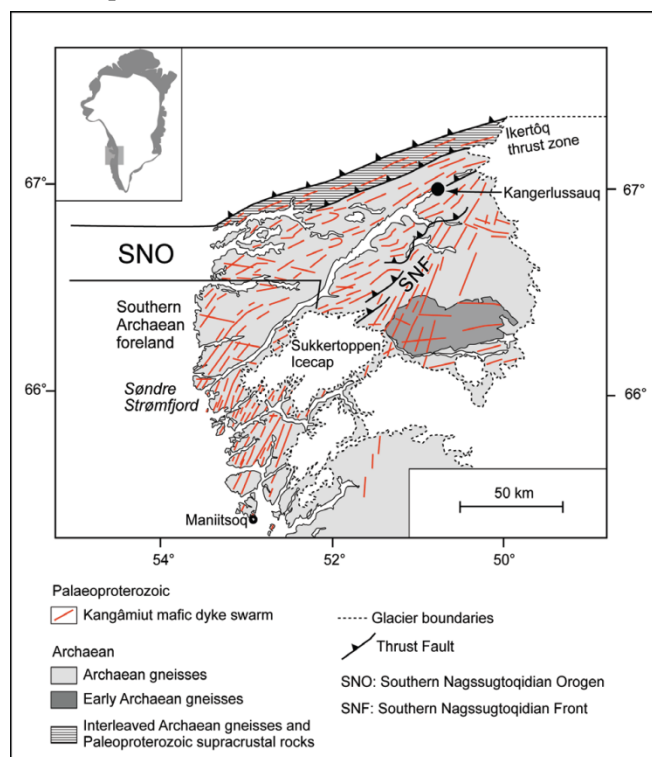 Ikertôq
thrust zone
67°
67°
Kangerlussauq
SNO
SNF
Southern
Archaean
foreland
Sukkertoppen
Icecap
Søndre
Strømfjord
66°
66°
50 km
Maniitsoq
54°
52°
50°
Palaeoproterozoic
Kangâmiut mafic dyke swarm
Archaean
Archaean gneisses
Early Archaean gneisses
Interleaved Archaean gneisses and
Paleoproterozoic supracrustal rocks
Glacier boundaries
Thrust Fault
SNO: Southern Nagssugtoqidian Orogen
SNF: Southern Nagssugtoqidian Front